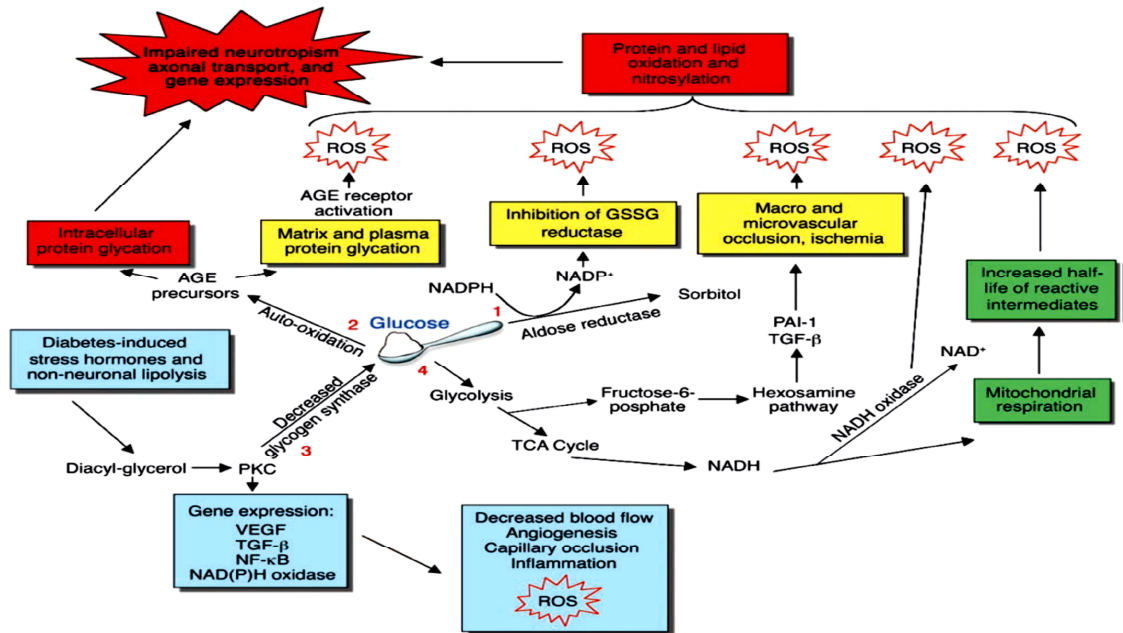 Impaired neurotropism
axonal transport, and
gene expression
Protein and lipid
oxidation and
nitrosylation
ROS
ROS
ROS
ROS
ROS
AGE receptor
activation
Intracellular
protein glycation
Matrix and plasma
protein glycation
Inhibition of GSSG
reductase
Macro and
microvascular
occlusion, ischemia
Increased half-
life of reactive
intermediates
AGE
precursors
NADPH
NADP+
Sorbitol
Aldose reductase
1
2
Auto-oxidation
Glucose
4
Diabetes-induced
stress hormones and
non-neuronal lipolysis
PAI-1
TGF-β
NAD+
Decreased
glycogen synthase
3
Glycolysis
Fructose-6-
posphate
Hexosamine
pathway
NADH oxidase
Mitochondrial
respiration
TCA Cycle
NADH
Diacyl-glycerol
PKC
Gene expression:
VEGF
TGF-β
NF-κB
NAD(P)H oxidase
Decreased blood flow
Angiogenesis
Capillary occlusion
Inflammation
ROS